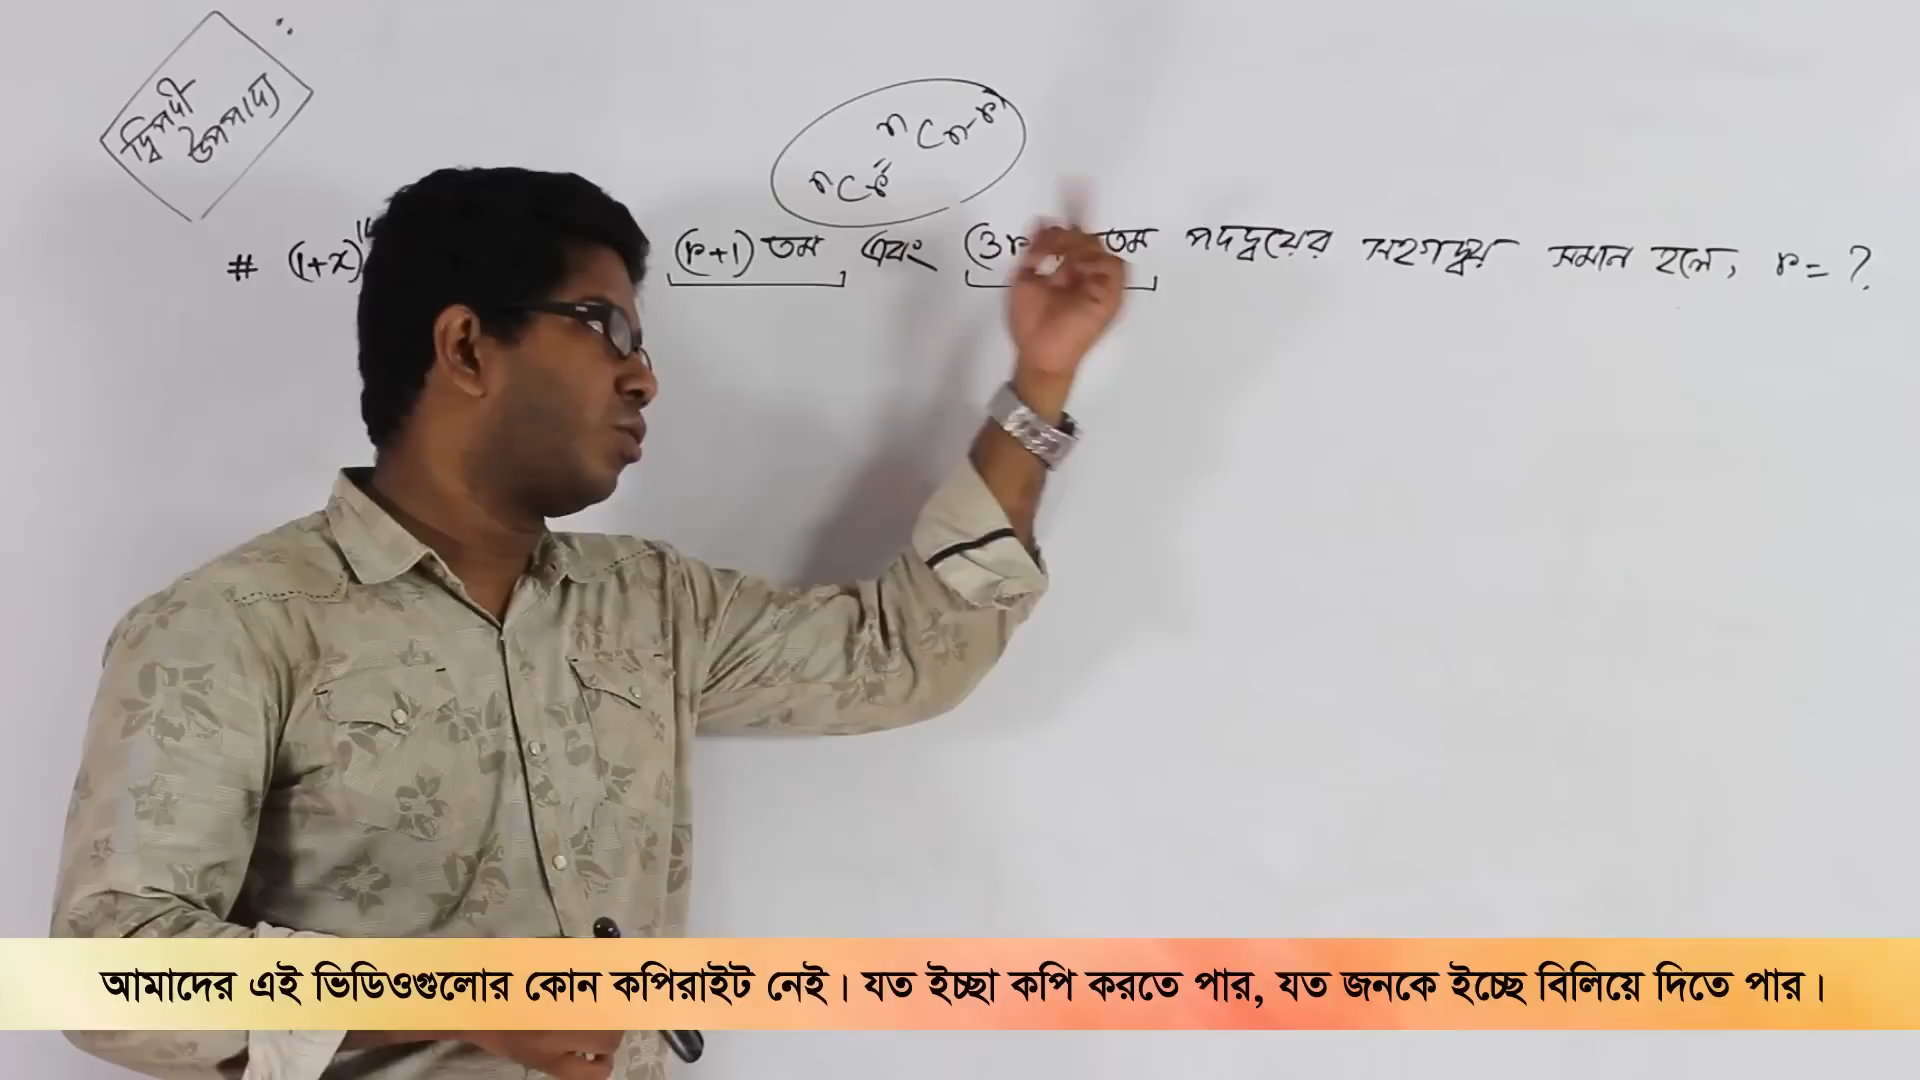 দ্বিপদী
উপপাদ্য
ⁿCₙ₋ᵣ
ⁿCᵣ
# (1+x) (r+1) তম এবং (3r তম পদদ্বয়ের সহগদ্বয় সমান হলে, r = ?
আমাদের এই ভিডিওগুলোর কোন কপিরাইট নেই। যত ইচ্ছা কপি করতে পার, যত জনকে ইচ্ছে বিলিয়ে দিতে পার।